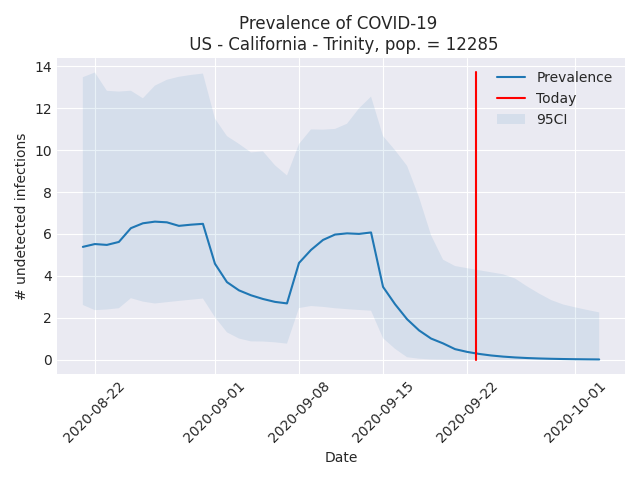 Prevalence of COVID-19
US - California - Trinity, pop. = 12285
# undetected infections
14
12
10
8
6
4
2
0
Prevalence
Today
95CI
2020-08-22
2020-09-01
2020-09-08
2020-09-15
2020-09-22
2020-10-01
Date